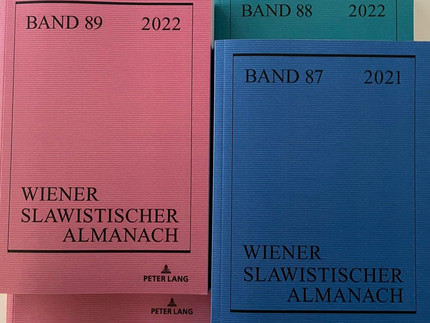 BAND 89 2022
WIENER
SLAWISTISCHER
ALMANACH
PETER LANG
PETER LANG
BAND 88 2022
BAND 87 2021
WIENER
SLAWISTISCHER
ALMANACH